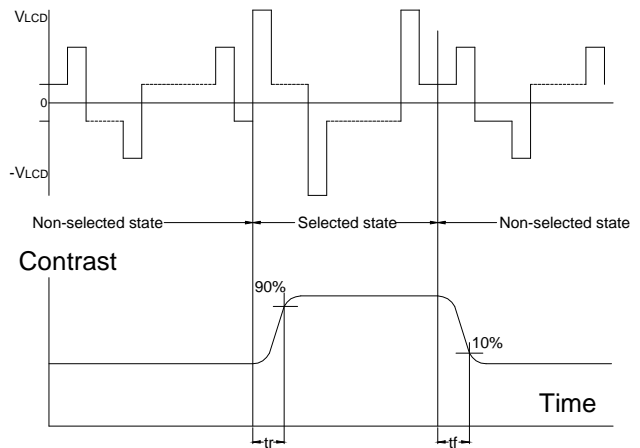 VLCD
0
-VLCD
Non-selected state
Selected state
Non-selected state
Contrast
90%
10%
Time
tr
tf